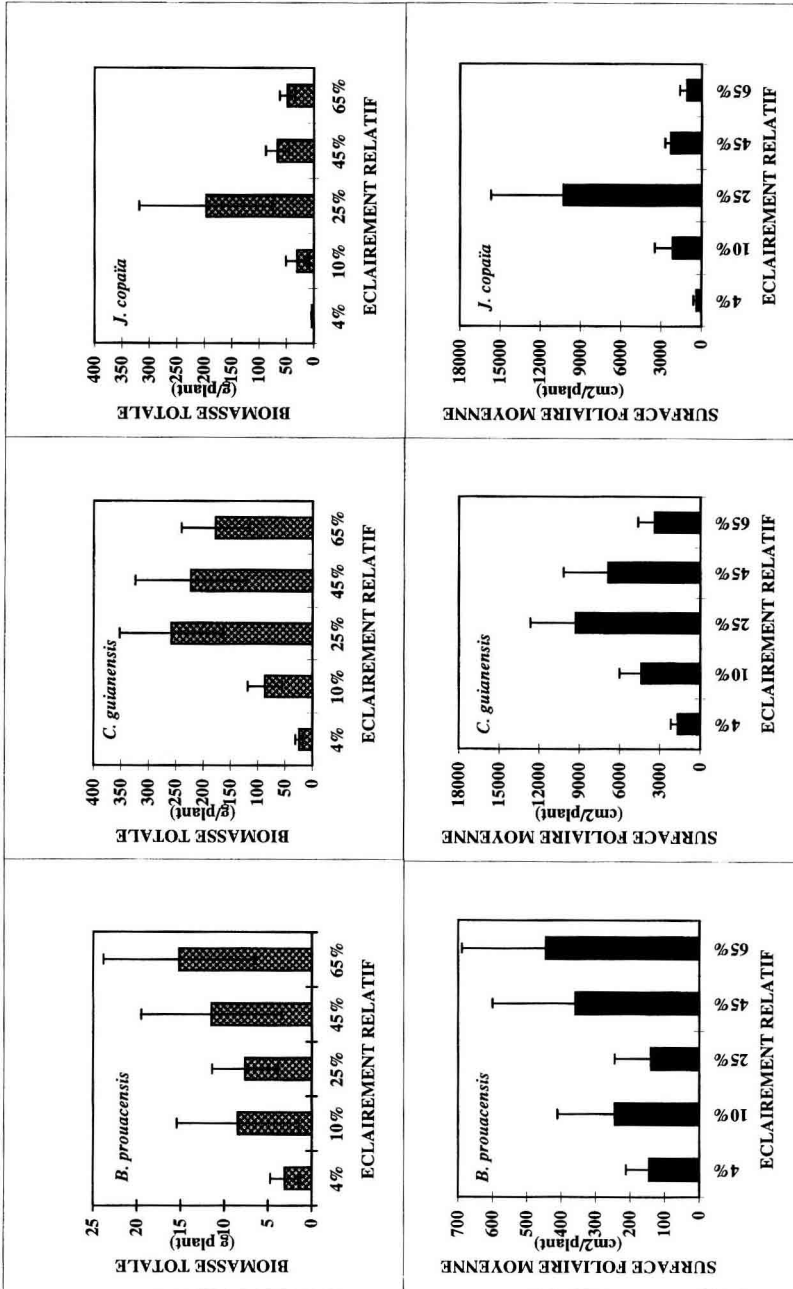 BIOMASSE TOTALE
(g plant)
25
20
15
10
5
0
B. prouacensis
4% 10% 25% 45% 65%
ECLAIREMENT RELATIF
BIOMASSE TOTALE
(g/plant)
400
350
300
250
200
150
100
50
0
C. guianensis
4% 10% 25% 45% 65%
ECLAIREMENT RELATIF
BIOMASSE TOTALE
(g/plant)
400
350
300
250
200
150
100
50
0
J. copaïa
4% 10% 25% 45% 65%
ECLAIREMENT RELATIF
SURFACE FOLIAIRE MOYENNE
(cm2/plant)
700
600
500
400
300
200
100
0
B. prouacensis
4% 10% 25% 45% 65%
ECLAIREMENT RELATIF
SURFACE FOLIAIRE MOYENNE
(cm2/plant)
18000
15000
12000
9000
6000
3000
0
C. guianensis
4% 10% 25% 45% 65%
ECLAIREMENT RELATIF
SURFACE FOLIAIRE MOYENNE
(cm2/plant)
18000
15000
12000
9000
6000
3000
0
J. copaïa
4% 10% 25% 45% 65%
ECLAIREMENT RELATIF